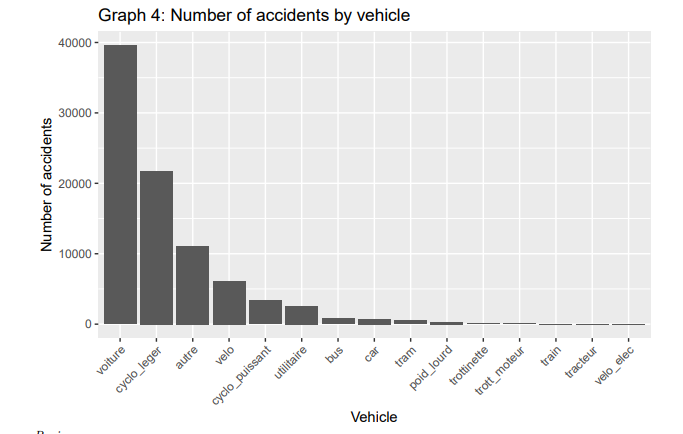 Graph 4: Number of accidents by vehicle
40000
30000
20000
10000
0
Number of accidents
voiture
cyclo_leger
autre
velo
cyclo_puissant
utilitaire
bus
car
tram
poid_lourd
trottinette
trott_moteur
train
tracteur
velo_elec
Vehicle